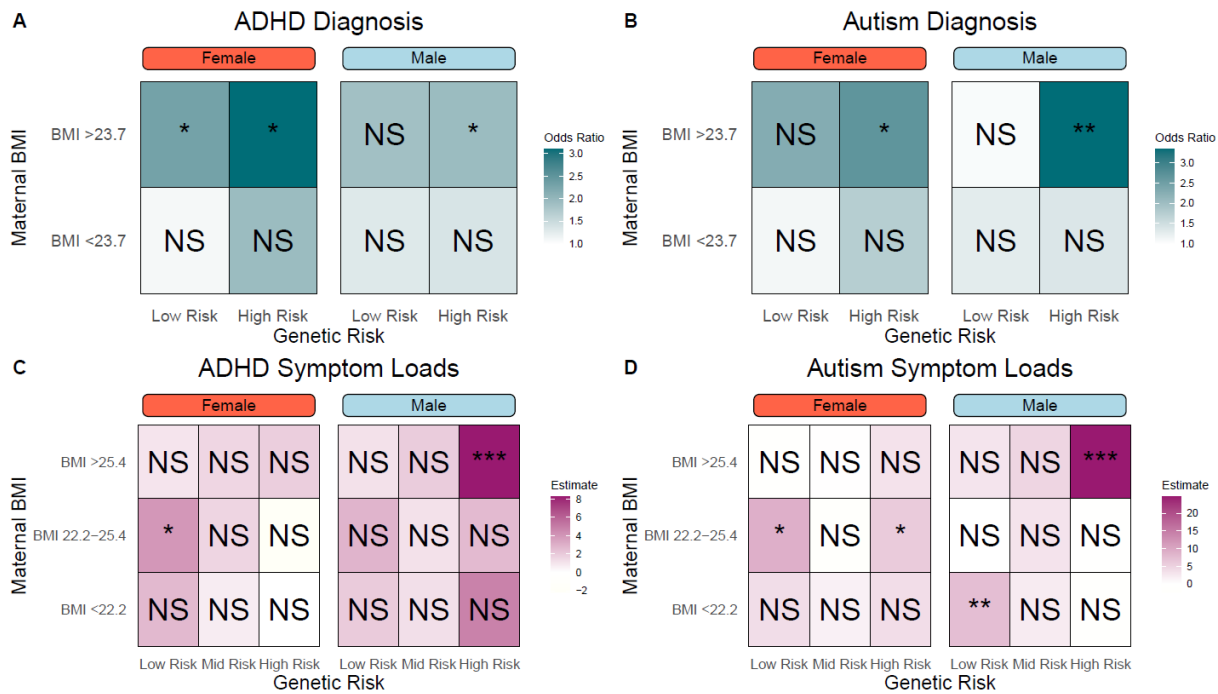 A
ADHD Diagnosis
Female
Male
Maternal BMI
BMI >23.7
BMI <23.7
*
*
NS
*
NS
NS
NS
NS
Low Risk
High Risk
Low Risk
High Risk
Genetic Risk
Odds Ratio
3.0
2.5
2.0
1.5
1.0
B
Autism Diagnosis
Female
Male
Maternal BMI
BMI >23.7
BMI <23.7
NS
*
NS
**
NS
NS
NS
NS
Low Risk
High Risk
Low Risk
High Risk
Genetic Risk
Odds Ratio
3.0
2.5
2.0
1.5
1.0
C
ADHD Symptom Loads
Female
Male
Maternal BMI
BMI >25.4
BMI 22.2−25.4
BMI <22.2
NS
NS
NS
NS
NS
***
*
NS
NS
NS
NS
NS
NS
NS
NS
NS
NS
NS
Low Risk
Mid Risk
High Risk
Low Risk
Mid Risk
High Risk
Genetic Risk
Estimate
8
6
4
2
0
−2
D
Autism Symptom Loads
Female
Male
Maternal BMI
BMI >25.4
BMI 22.2−25.4
BMI <22.2
NS
NS
NS
NS
NS
***
*
NS
*
NS
NS
NS
NS
NS
NS
**
NS
NS
Low Risk
Mid Risk
High Risk
Low Risk
Mid Risk
High Risk
Genetic Risk
Estimate
20
15
10
5
0